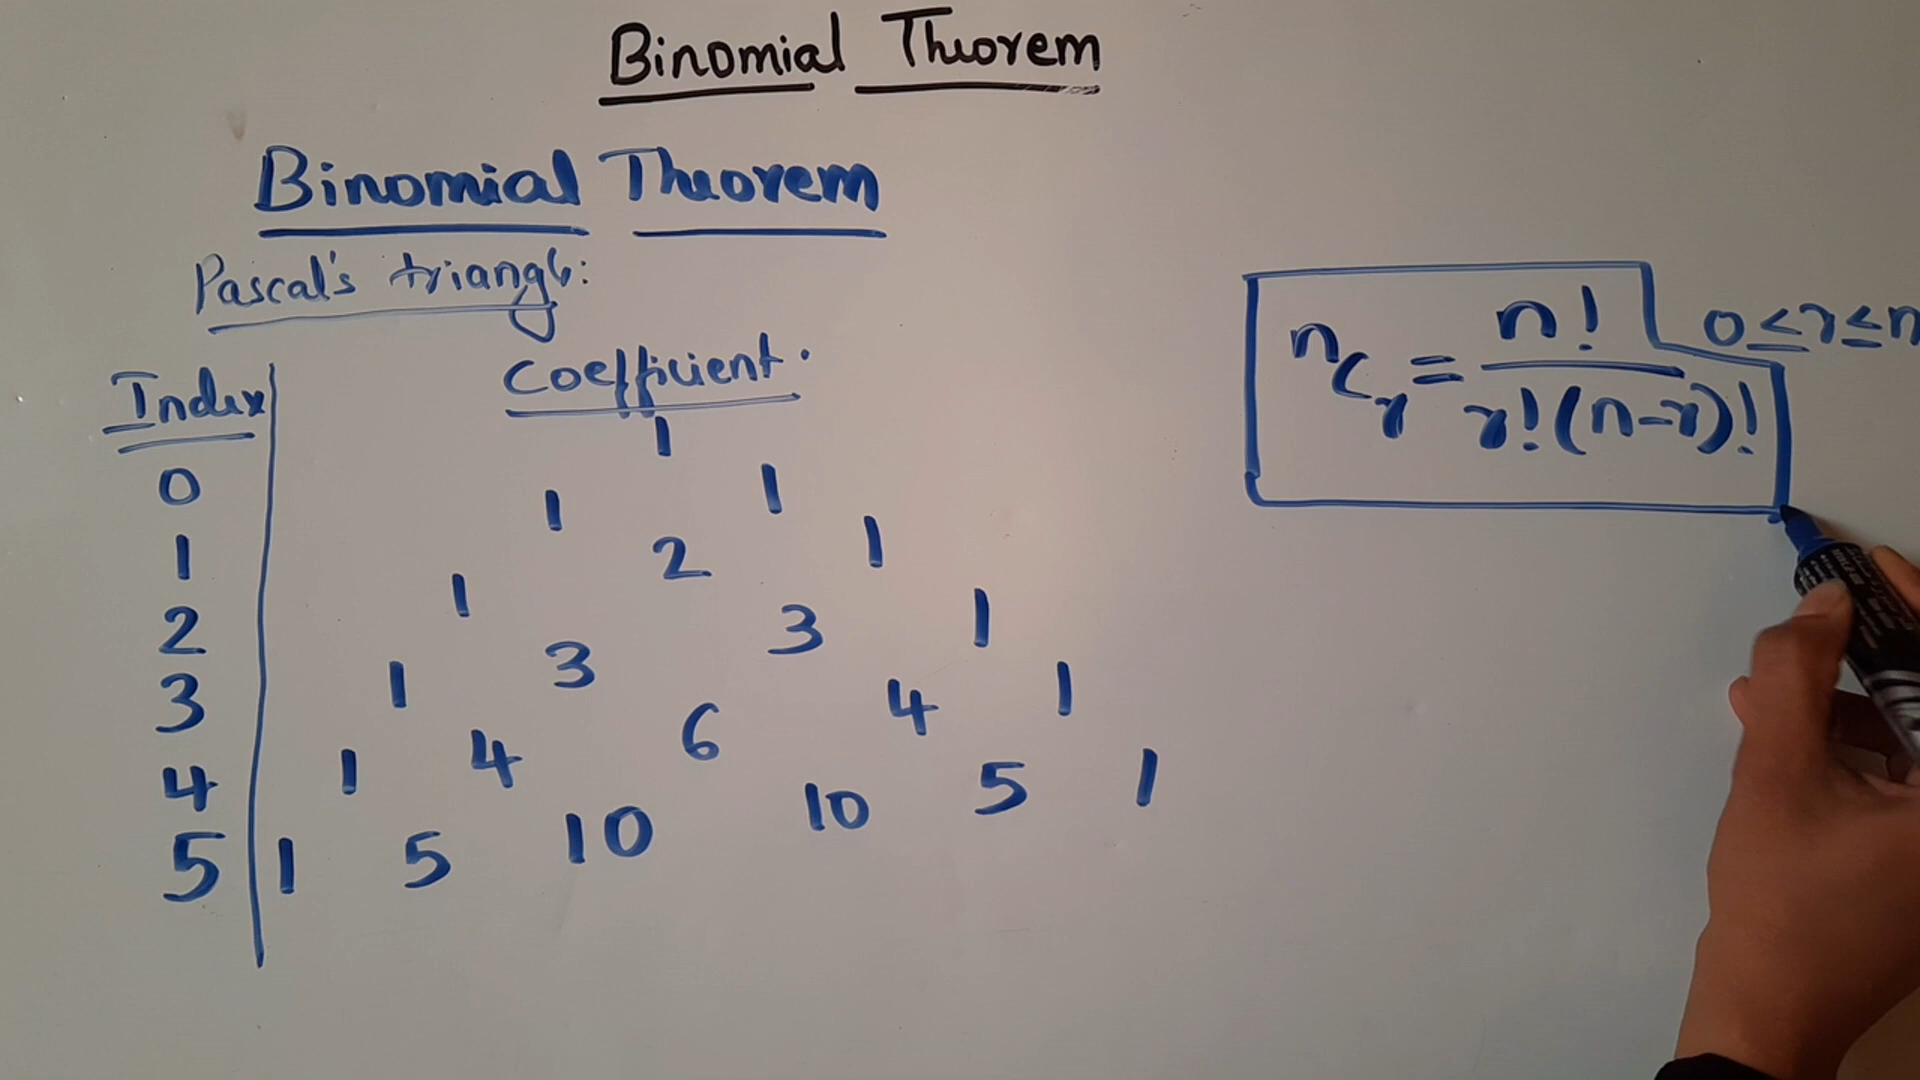 Binomial Theorem
Binomial Theorem
Pascal's triangle:
Index Coefficient.
0 1
1 1 1
2 1 2 1
3 1 3 3 1
4 1 4 6 4 1
5 1 5 10 10 5 1
nCr = n! / r!(n-r)! 0≤r≤n